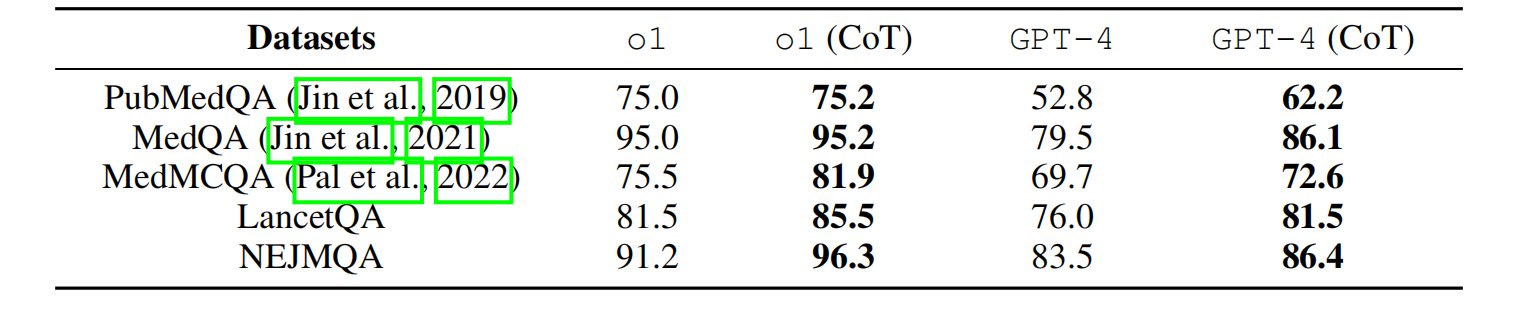 Datasets o1 o1 (CoT) GPT-4 GPT-4 (CoT)
PubMedQA (Jin et al., 2019) 75.0 75.2 52.8 62.2
MedQA (Jin et al., 2021) 95.0 95.2 79.5 86.1
MedMCQA (Pal et al., 2022) 75.5 81.9 69.7 72.6
LancetQA 81.5 85.5 76.0 81.5
NEJMQA 91.2 96.3 83.5 86.4